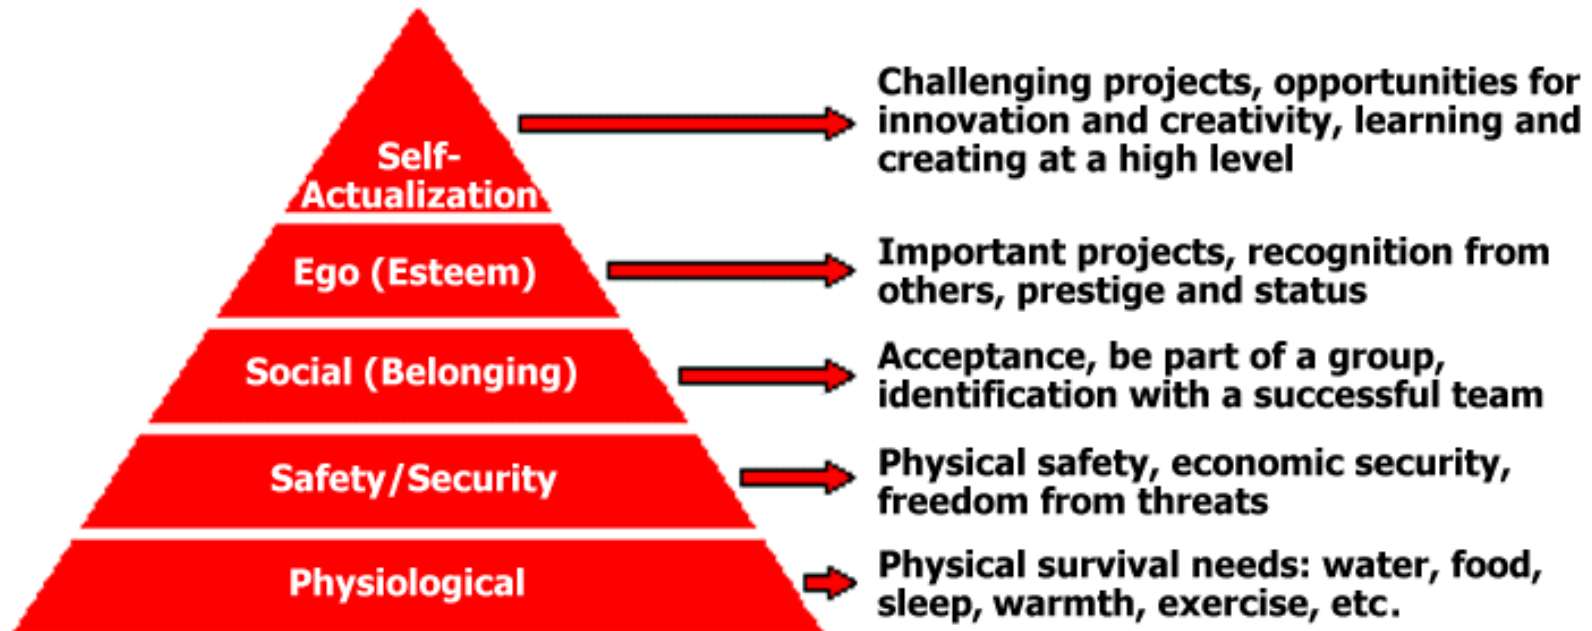 Self-
Actualization
Challenging projects, opportunities for
innovation and creativity, learning and
creating at a high level
Ego (Esteem)
Important projects, recognition from
others, prestige and status
Social (Belonging)
Acceptance, be part of a group,
identification with a successful team
Safety/Security
Physical safety, economic security,
freedom from threats
Physiological
Physical survival needs: water, food,
sleep, warmth, exercise, etc.